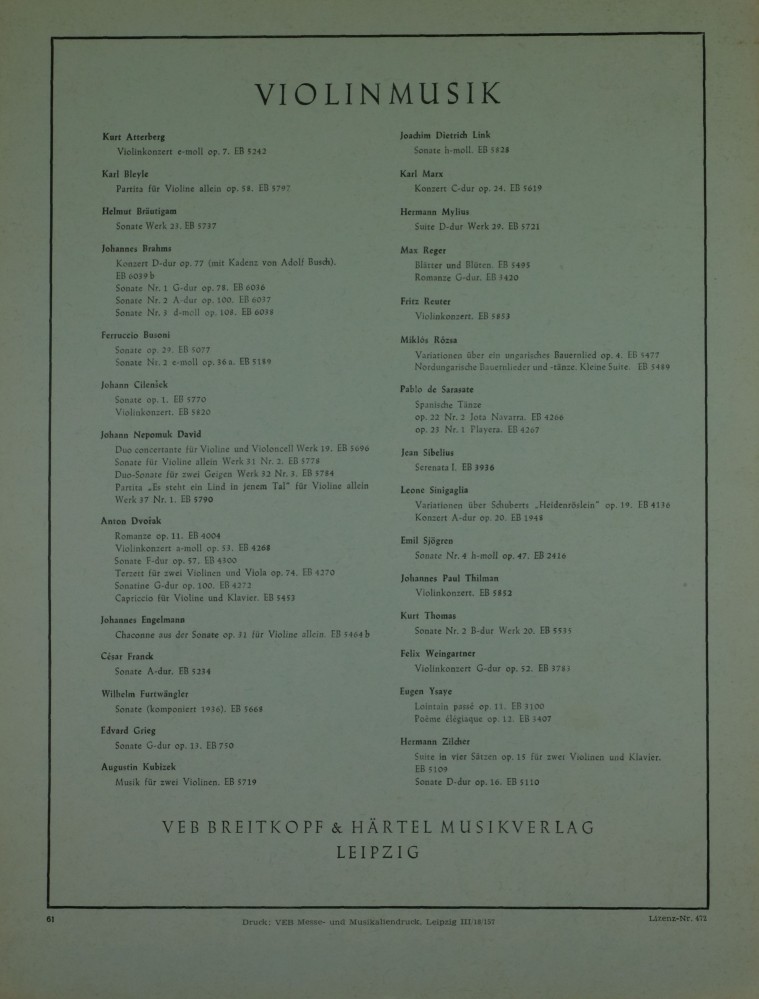 VIOLINMUSIK
Kurt Atterberg
Violinkonzert e-moll op. 7. EB 5242
Karl Bleyle
Partita für Violine allein op. 58. EB 5797
Helmut Bräutigam
Sonate Werk 23. EB 5737
Johannes Brahms
Konzert D-dur op. 77 (mit Kadenz von Adolf Busch).
EB 6039 b
Sonate Nr. 1 G-dur op. 78. EB 6036
Sonate Nr. 2 A-dur op. 100. EB 6037
Sonate Nr. 3 d-moll op. 108. EB 6038
Ferruccio Busoni
Sonate op. 29. EB 5077
Sonate Nr. 2 e-moll op. 36 a. EB 5189
Johann Cilenšek
Sonate op. 1. EB 5770
Violinkonzert. EB 5820
Johann Nepomuk David
Duo concertante für Violine und Violoncell Werk 19. EB 5696
Sonate für Violine allein Werk 31 Nr. 2. EB 5778
Duo-Sonate für zwei Geigen Werk 32 Nr. 3. EB 5784
Partita „Es steht ein Lind in jenem Tal“ für Violine allein
Werk 37 Nr. 1. EB 5790
Anton Dvořak
Romanze op. 11. EB 4004
Violinkonzert a-moll op. 53. EB 4268
Sonate F-dur op. 57. EB 4300
Terzett für zwei Violinen und Viola op. 74. EB 4270
Sonatine G-dur op. 100. EB 4272
Capriccio für Violine und Klavier. EB 5453
Johannes Engelmann
Chaconne aus der Sonate op. 31 für Violine allein. EB 5464 b
César Franck
Sonate A-dur. EB 5234
Wilhelm Furtwängler
Sonate (komponiert 1936). EB 5668
Edvard Grieg
Sonate G-dur op. 13. EB 750
Augustin Kubizek
Musik für zwei Violinen. EB 5719
Joachim Dietrich Link
Sonate h-moll. EB 5828
Karl Marx
Konzert C-dur op. 24. EB 5619
Hermann Mylius
Suite D-dur Werk 29. EB 5721
Max Reger
Blätter und Blüten. EB 5495
Romanze G-dur. EB 5420
Fritz Reuter
Violinkonzert. EB 5853
Miklós Rózsa
Variationen über ein ungarisches Bauernlied op. 4. EB 5477
Nordungarische Bauernlieder und -tänze. Kleine Suite. EB 5489
Pablo de Sarasate
Spanische Tänze
op. 22 Nr. 2 Jota Navarra. EB 4266
op. 23 Nr. 1 Playera. EB 4267
Jean Sibelius
Serenata I. EB 3936
Leone Sinigaglia
Variationen über Schuberts „Heidenröslein“ op. 19. EB 4336
Konzert A-dur op. 20. EB 1948
Emil Sjögren
Sonate Nr. 4 h-moll op. 47. EB 2416
Johannes Paul Thilman
Violinkonzert. EB 5852
Kurt Thomas
Sonate Nr. 2 B-dur Werk 20. EB 5535
Felix Weingartner
Violinkonzert G-dur op. 52. EB 3783
Eugen Ysaye
Lointain passé op. 11. EB 3100
Poème élégiaque op. 12. EB 3407
Hermann Zilcher
Suite in vier Sätzen op. 15 für zwei Violinen und Klavier.
EB 5109
Sonate D-dur op. 16. EB 5110
VEB BREITKOPF & HÄRTEL MUSIKVERLAG
LEIPZIG
61
Druck: VEB Messe- und Musikaliendruck, Leipzig III/18/157
Lizenz-Nr. 472